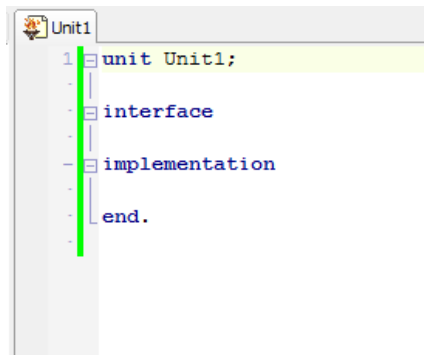 Unit1
1 unit Unit1;
interface
implementation
end.